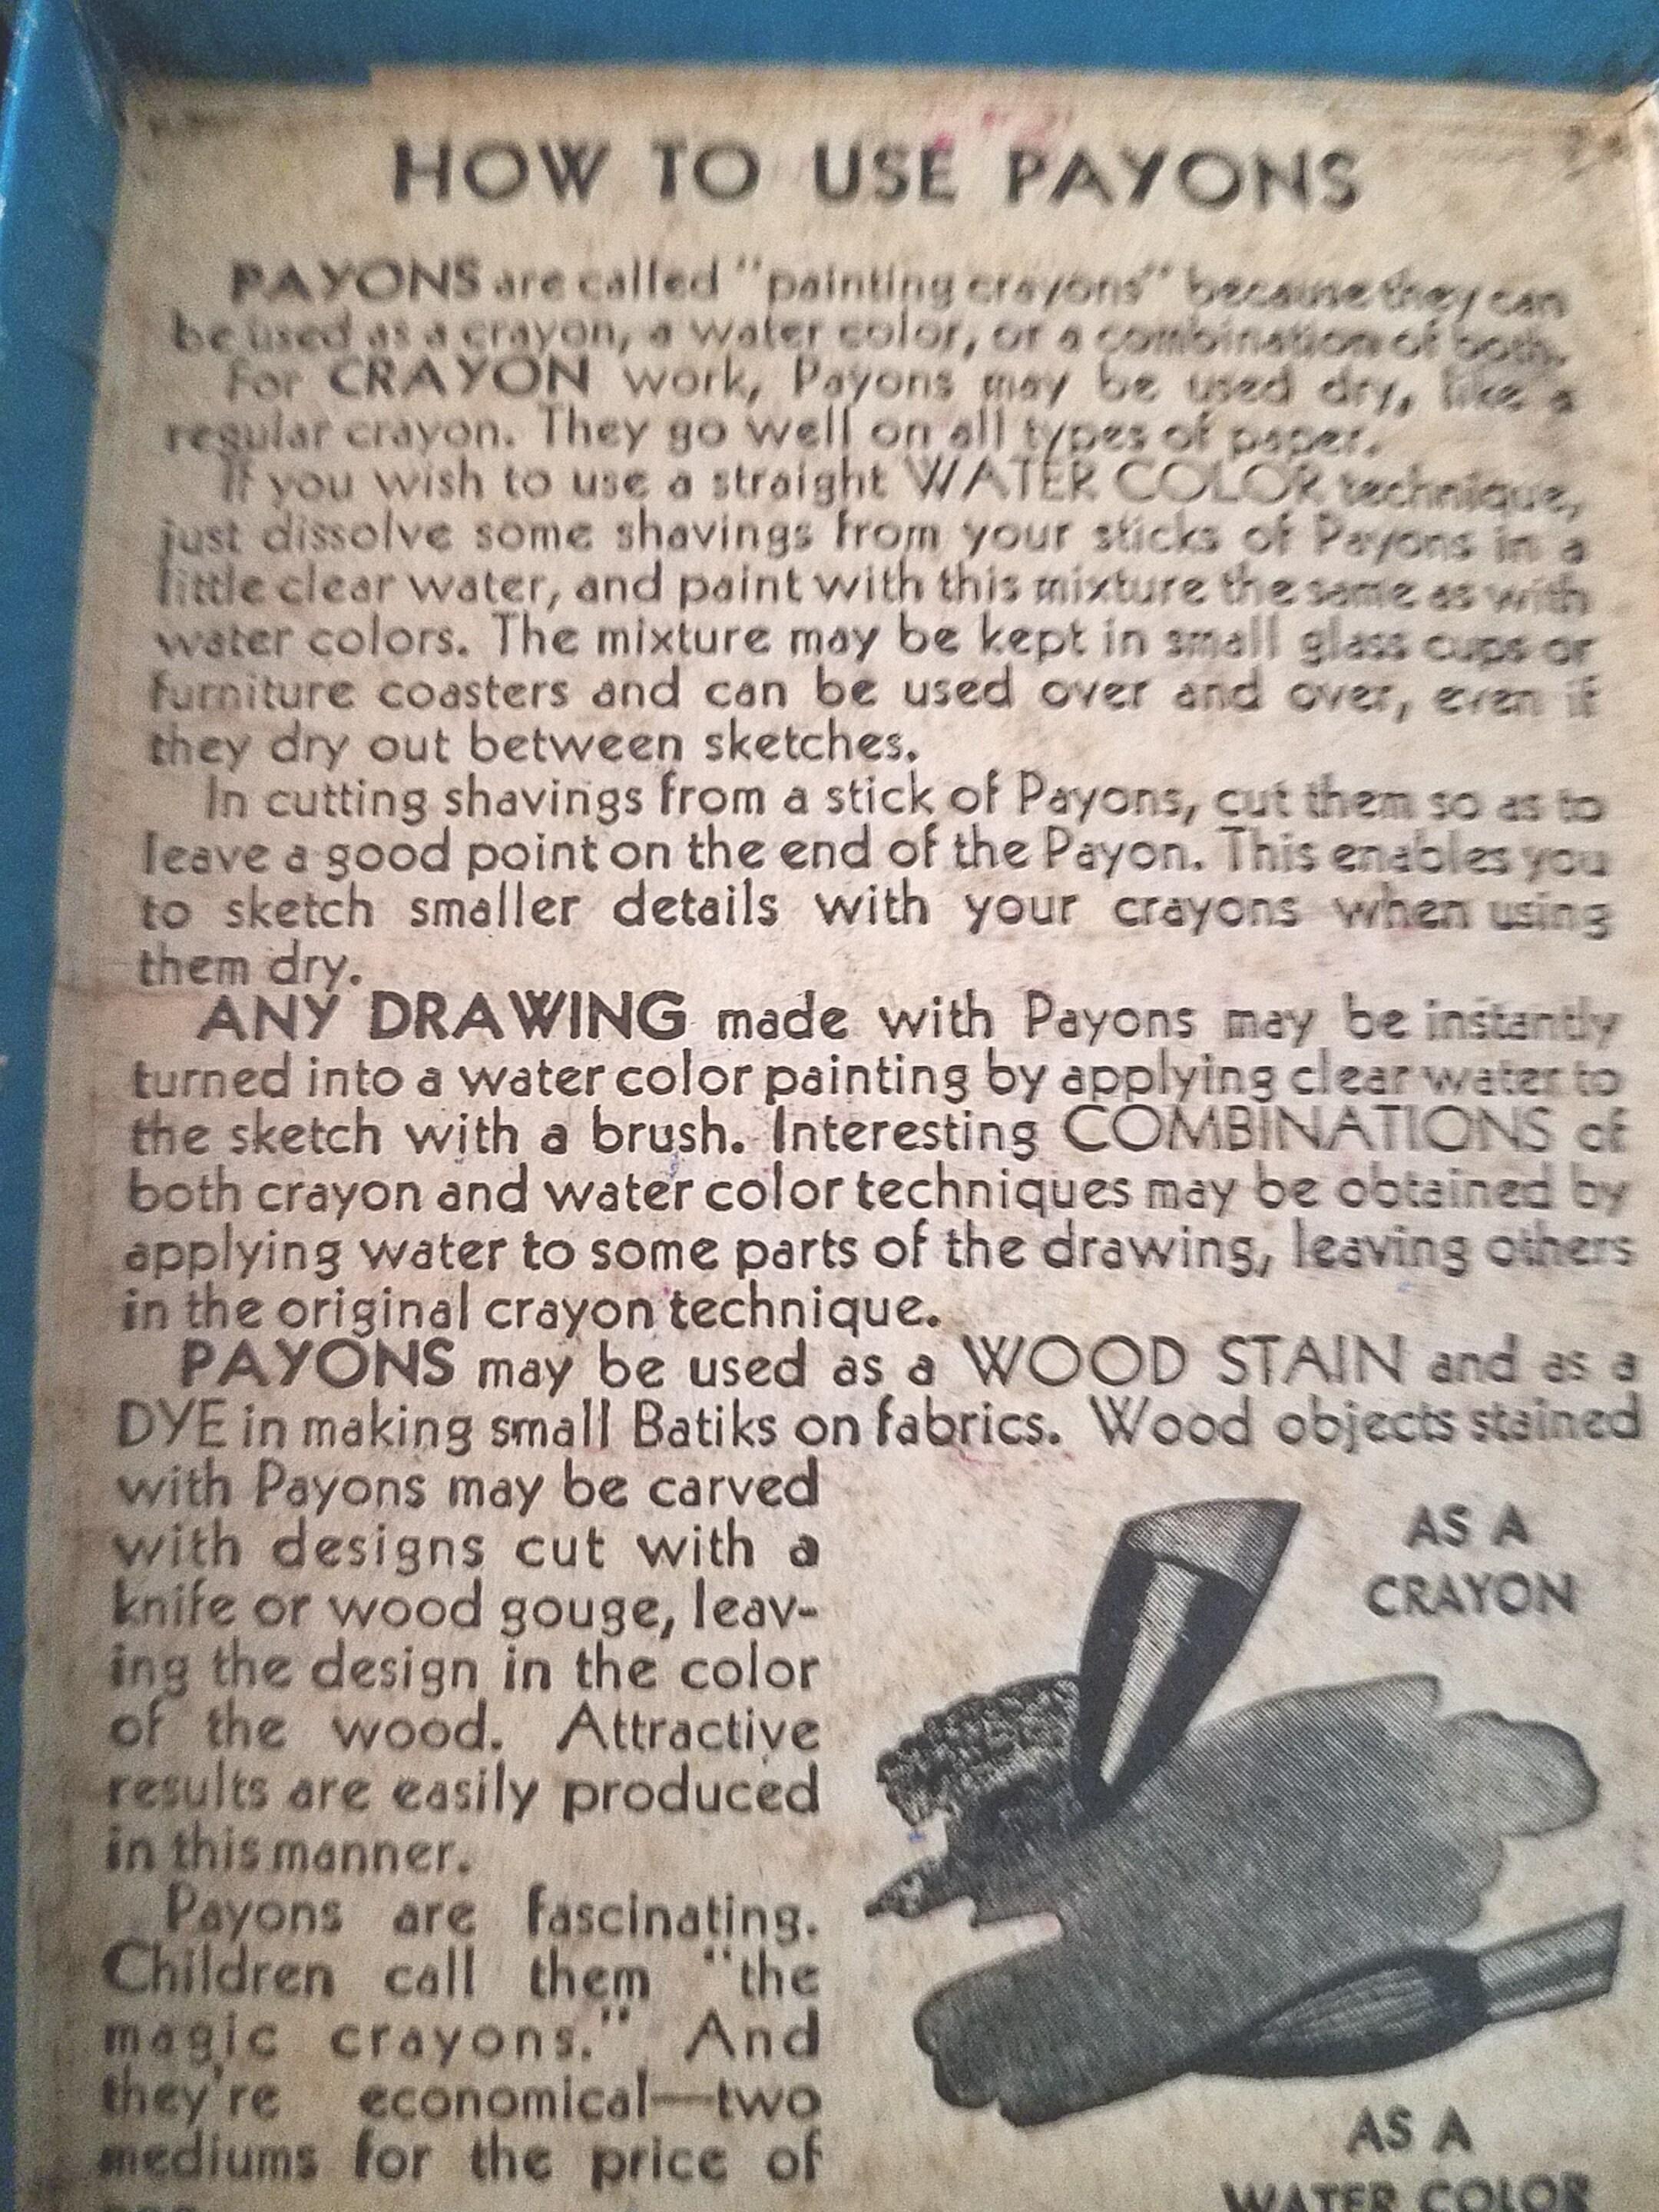 HOW TO USE PAYONS
PAYONS are called "painting crayons" because they can
be used as a crayon, a water color, or a combination of both.
For CRAYON work, Payons may be used dry, like a
regular crayon. They go well on all types of paper.
If you wish to use a straight WATER COLOR technique,
just dissolve some shavings from your sticks of Payons in a
little clear water, and paint with this mixture the same as with
water colors. The mixture may be kept in small glass cups or
furniture coasters and can be used over and over, even if
they dry out between sketches.
In cutting shavings from a stick of Payons, cut them so as to
leave a good point on the end of the Payon. This enables you
to sketch smaller details with your crayons when using
them dry.
ANY DRAWING made with Payons may be instantly
turned into a water color painting by applying clear water to
the sketch with a brush. Interesting COMBINATIONS of
both crayon and water color techniques may be obtained by
applying water to some parts of the drawing, leaving others
in the original crayon technique.
PAYONS may be used as a WOOD STAIN and as a
DYE in making small Batiks on fabrics. Wood objects stained
with Payons may be carved
with designs cut with a
knife or wood gouge, leav-
ing the design in the color
of the wood. Attractive
results are easily produced
in this manner.
Payons are fascinating.
Children call them "the
magic crayons." And
they're economical—two
mediums for the price of
AS A
CRAYON
AS A
WATER COLOR